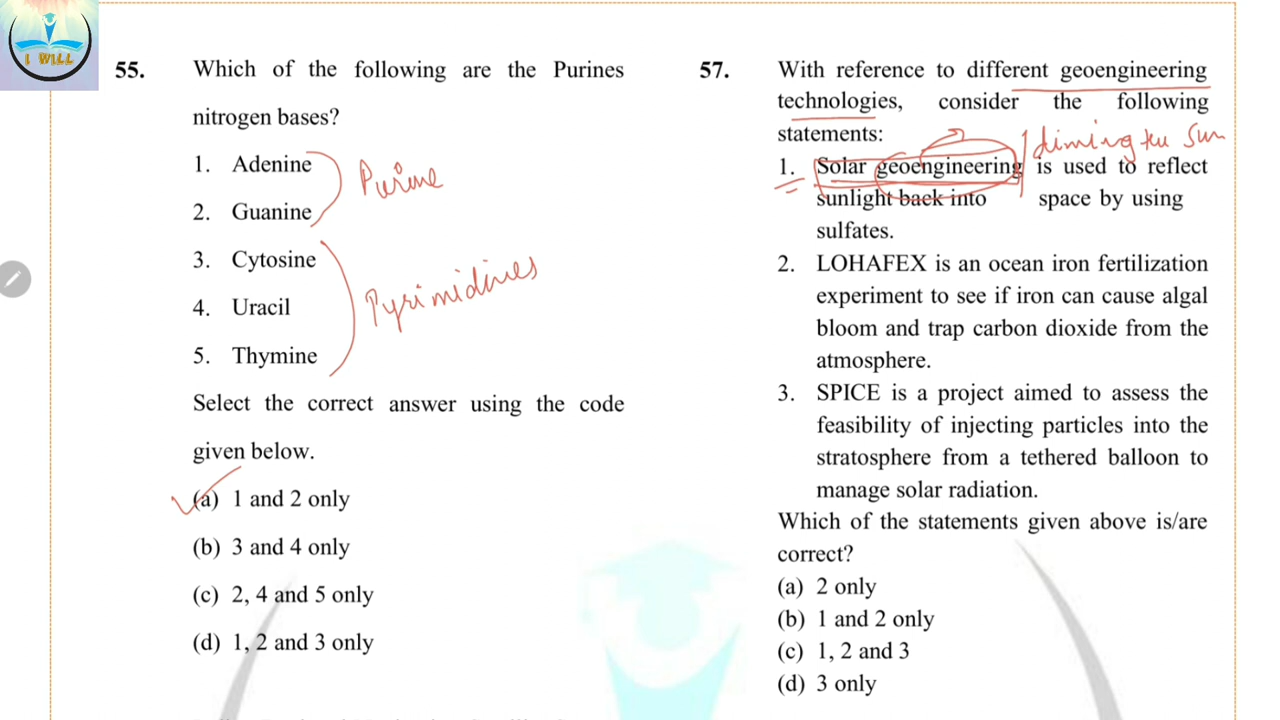 I WILL
55. Which of the following are the Purines
nitrogen bases?
1. Adenine
2. Guanine
Purine
3. Cytosine
4. Uracil
5. Thymine
Pyrimidines
Select the correct answer using the code
given below.
(a) 1 and 2 only
(b) 3 and 4 only
(c) 2, 4 and 5 only
(d) 1, 2 and 3 only
57. With reference to different geoengineering
technologies, consider the following
statements:
diming the Sun
1. Solar geoengineering is used to reflect
sunlight back into space by using
sulfates.
2. LOHAFEX is an ocean iron fertilization
experiment to see if iron can cause algal
bloom and trap carbon dioxide from the
atmosphere.
3. SPICE is a project aimed to assess the
feasibility of injecting particles into the
stratosphere from a tethered balloon to
manage solar radiation.
Which of the statements given above is/are
correct?
(a) 2 only
(b) 1 and 2 only
(c) 1, 2 and 3
(d) 3 only